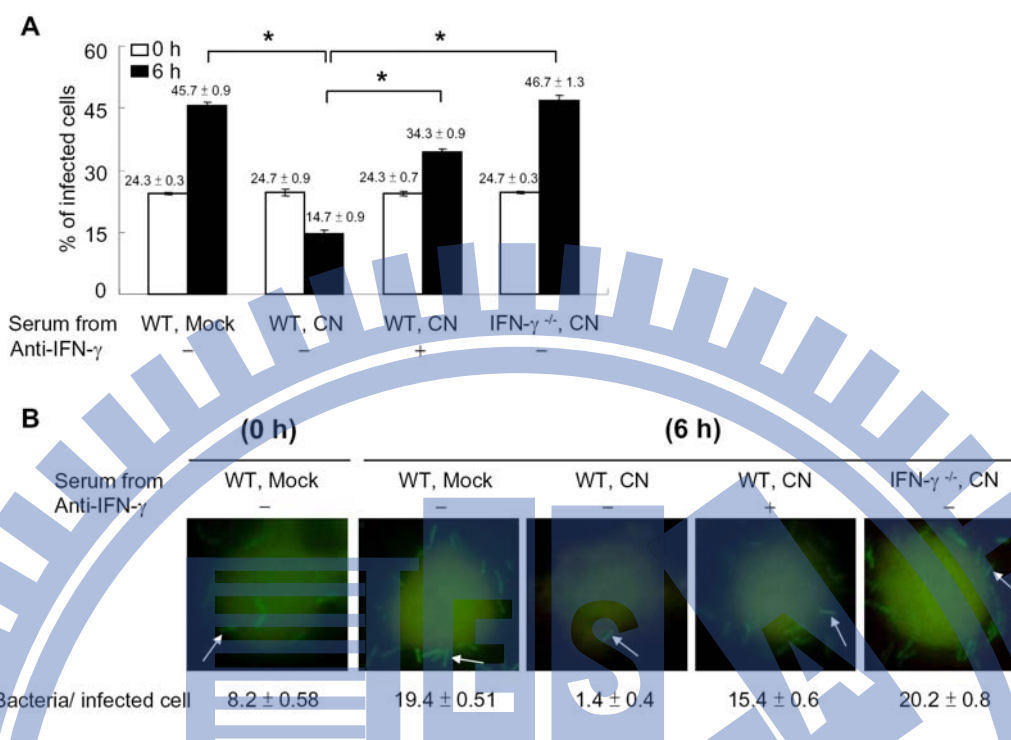 A
60
45
30
15
0
% of infected cells
0 h
6 h
* * *
45.7 ± 0.9
46.7 ± 1.3
34.3 ± 0.9
24.3 ± 0.3
24.7 ± 0.9
24.3 ± 0.7
24.7 ± 0.3
14.7 ± 0.9
Serum from WT, Mock WT, CN WT, CN IFN-γ -/-, CN
Anti-IFN-γ − − + −
B
(0 h) (6 h)
Serum from WT, Mock WT, Mock WT, CN WT, CN IFN-γ -/-, CN
Anti-IFN-γ − − − + −
E S A
Bacteria/ infected cell 8.2 ± 0.58 19.4 ± 0.51 1.4 ± 0.4 15.4 ± 0.6 20.2 ± 0.8